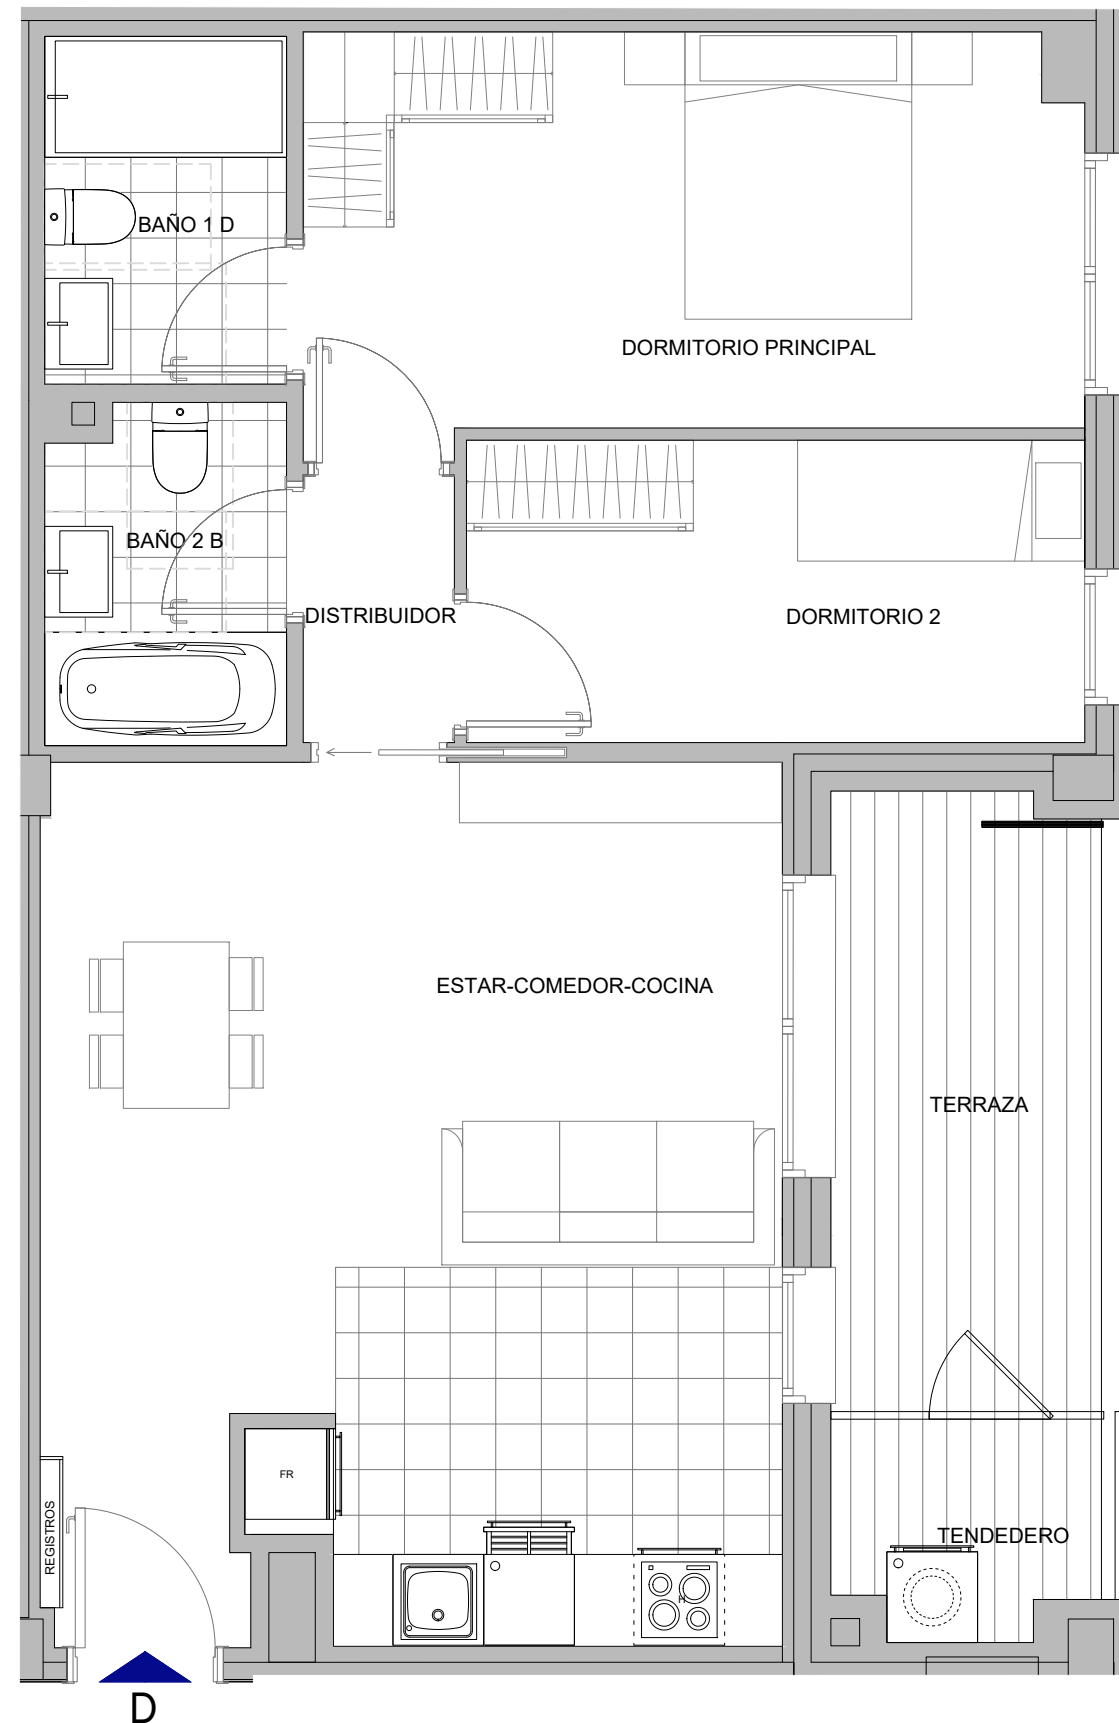 BAÑO 1 D
DORMITORIO PRINCIPAL
BAÑO 2 B
DISTRIBUIDOR
DORMITORIO 2
ESTAR-COMEDOR-COCINA
TERRAZA
FR
REGISTROS
TENDEDERO
H
D